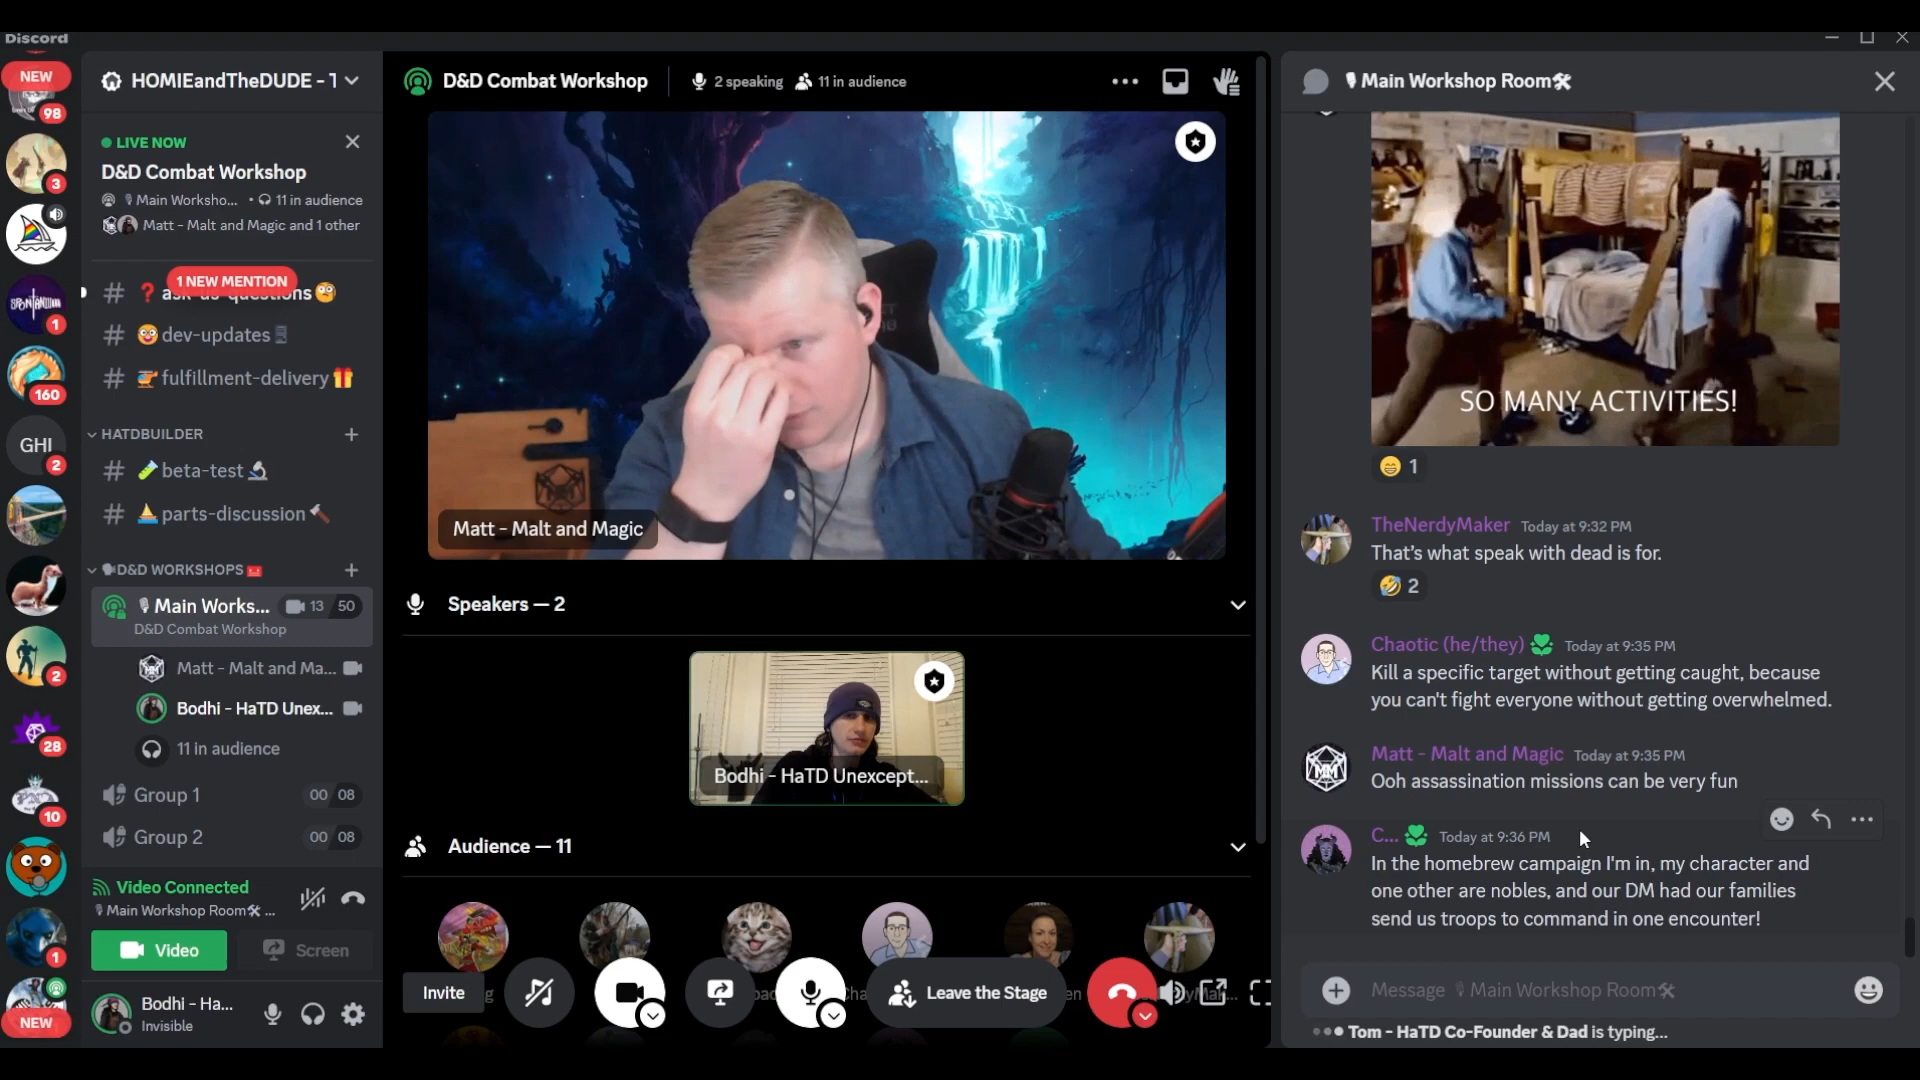 Discord
NEW
98
3
1
160
GHI
2
2
28
10
1
NEW
HOMIEandTheDUDE - T
LIVE NOW
D&D Combat Workshop
Main Worksho... • 11 in audience
Matt - Malt and Magic and 1 other
1 NEW MENTION
ask-us-questions
dev-updates
fulfillment-delivery
HATDBUILDER
beta-test
parts-discussion
D&D WORKSHOPS
Main Works... 13 50
D&D Combat Workshop
Matt - Malt and Ma...
Bodhi - HaTD Unex...
11 in audience
Group 1 00 08
Group 2 00 08
Video Connected
Main Workshop Room ...
Video Screen
Bodhi - Ha...
Invisible
D&D Combat Workshop 2 speaking 11 in audience
Matt - Malt and Magic
Speakers — 2
Bodhi - HaTD Unexcept...
Audience — 11
Invite
Leave the Stage
Main Workshop Room
SO MANY ACTIVITIES!
1
TheNerdyMaker Today at 9:32 PM
That's what speak with dead is for.
2
Chaotic (he/they) Today at 9:35 PM
Kill a specific target without getting caught, because
you can't fight everyone without getting overwhelmed.
Matt - Malt and Magic Today at 9:35 PM
MM
Ooh assassination missions can be very fun
C... Today at 9:36 PM
In the homebrew campaign I'm in, my character and
one other are nobles, and our DM had our families
send us troops to command in one encounter!
Message Main Workshop Room
Tom - HaTD Co-Founder & Dad is typing...